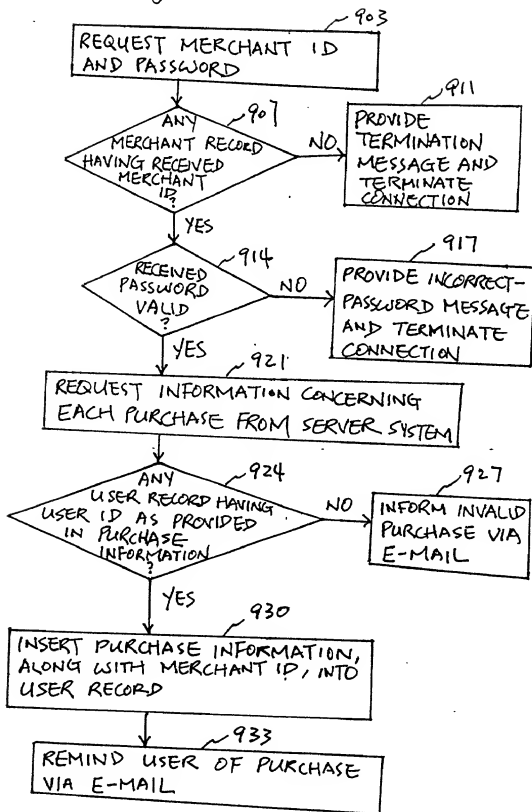 903
REQUEST MERCHANT ID
AND PASSWORD
907
ANY
MERCHANT RECORD
HAVING RECEIVED
MERCHANT
ID
?
NO
911
PROVIDE
TERMINATION
MESSAGE AND
TERMINATE
CONNECTION
YES
914
RECEIVED
PASSWORD
VALID
?
NO
917
PROVIDE INCORRECT-
PASSWORD MESSAGE
AND TERMINATE
CONNECTION
YES
921
REQUEST INFORMATION CONCERNING
EACH PURCHASE FROM SERVER SYSTEM
924
ANY
USER RECORD HAVING
USER ID AS PROVIDED
IN PURCHASE
INFORMATION
?
NO
927
INFORM INVALID
PURCHASE VIA
E-MAIL
YES
930
INSERT PURCHASE INFORMATION,
ALONG WITH MERCHANT ID, INTO
USER RECORD
933
REMIND USER OF PURCHASE
VIA E-MAIL